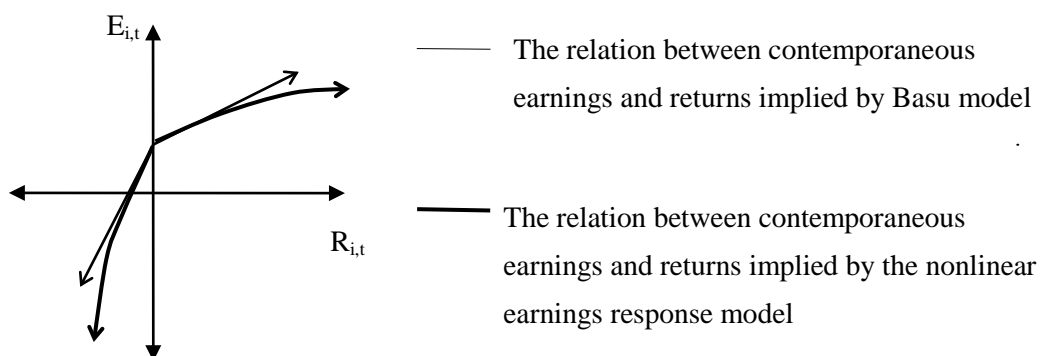 E_{i,t}
The relation between contemporaneous
earnings and returns implied by Basu model
.
The relation between contemporaneous
R_{i,t}
earnings and returns implied by the nonlinear
earnings response model